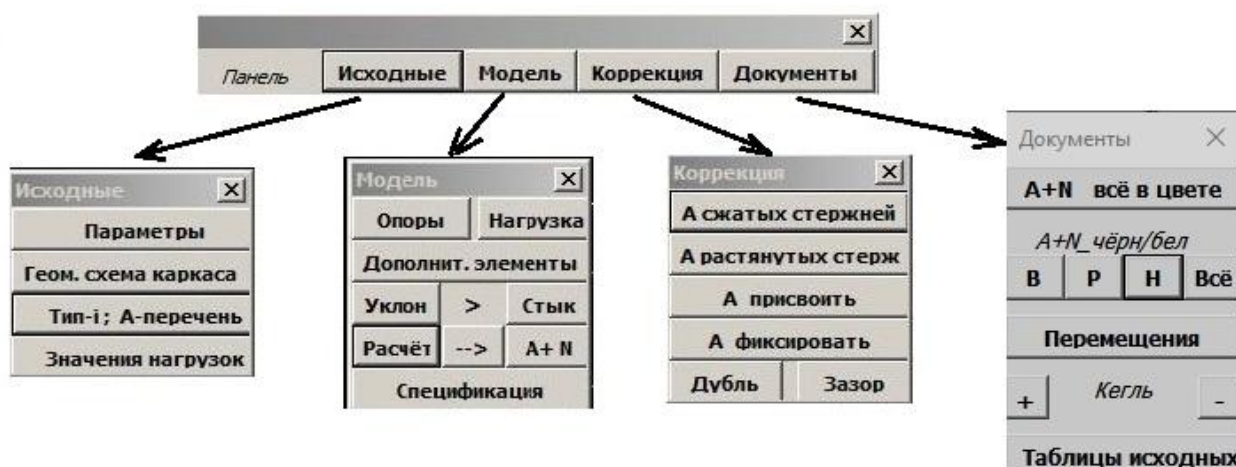 Панель Исходные Модель Коррекция Документы
Исходные
Параметры
Геом. схема каркаса
Тип-i ; А-перечень
Значения нагрузок
Модель
Опоры Нагрузка
Дополнит. элементы
Уклон > Стык
Расчёт --> А+ N
Спецификация
Коррекция
А сжатых стержней
А растянутых стерж
А присвоить
А фиксировать
Дубль Зазор
Документы
А+N всё в цвете
А+N_чёрн/бел
В Р Н Всё
Перемещения
+ Кегль -
Таблицы исходных